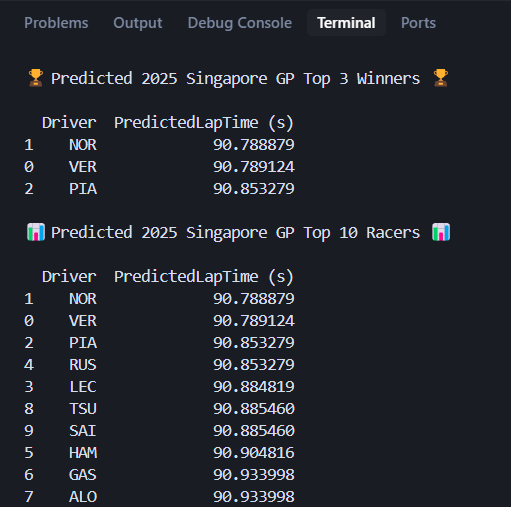 Problems Output Debug Console Terminal Ports
🏆 Predicted 2025 Singapore GP Top 3 Winners 🏆
Driver PredictedLapTime (s)
1 NOR 90.788879
0 VER 90.789124
2 PIA 90.853279
📊 Predicted 2025 Singapore GP Top 10 Racers 📊
Driver PredictedLapTime (s)
1 NOR 90.788879
0 VER 90.789124
2 PIA 90.853279
4 RUS 90.853279
3 LEC 90.884819
8 TSU 90.885460
9 SAI 90.885460
5 HAM 90.904816
6 GAS 90.933998
7 ALO 90.933998